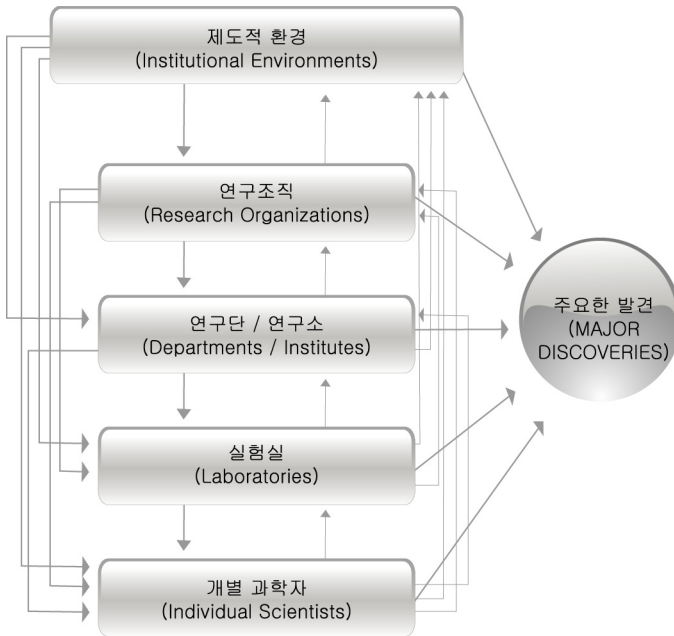 제도적 환경
(Institutional Environments)
연구조직
(Research Organizations)
연구단 / 연구소
(Departments / Institutes)
실험실
(Laboratories)
개별 과학자
(Individual Scientists)
주요한 발견
(MAJOR
DISCOVERIES)